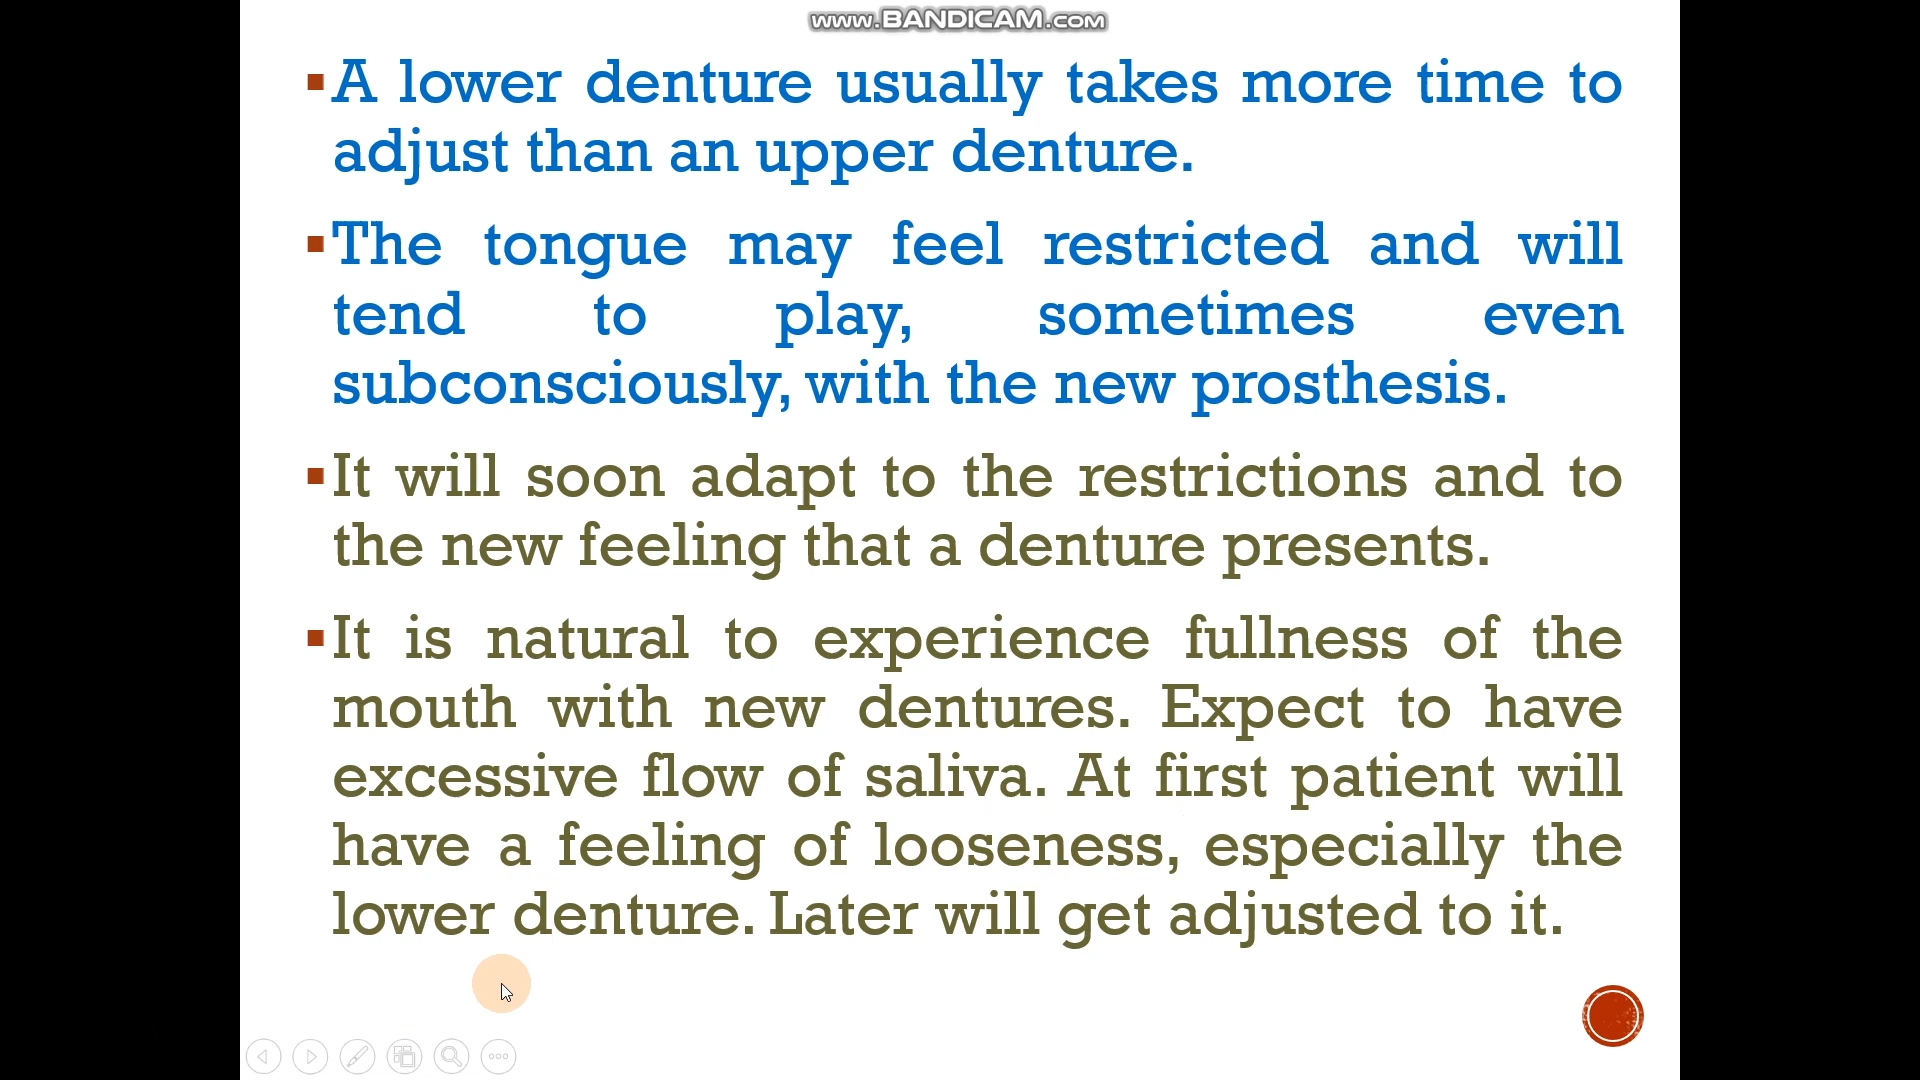 www.BANDICAM.com
▪A lower denture usually takes more time to
adjust than an upper denture.
▪The tongue may feel restricted and will
tend to play, sometimes even
subconsciously, with the new prosthesis.
▪It will soon adapt to the restrictions and to
the new feeling that a denture presents.
▪It is natural to experience fullness of the
mouth with new dentures. Expect to have
excessive flow of saliva. At first patient will
have a feeling of looseness, especially the
lower denture. Later will get adjusted to it.